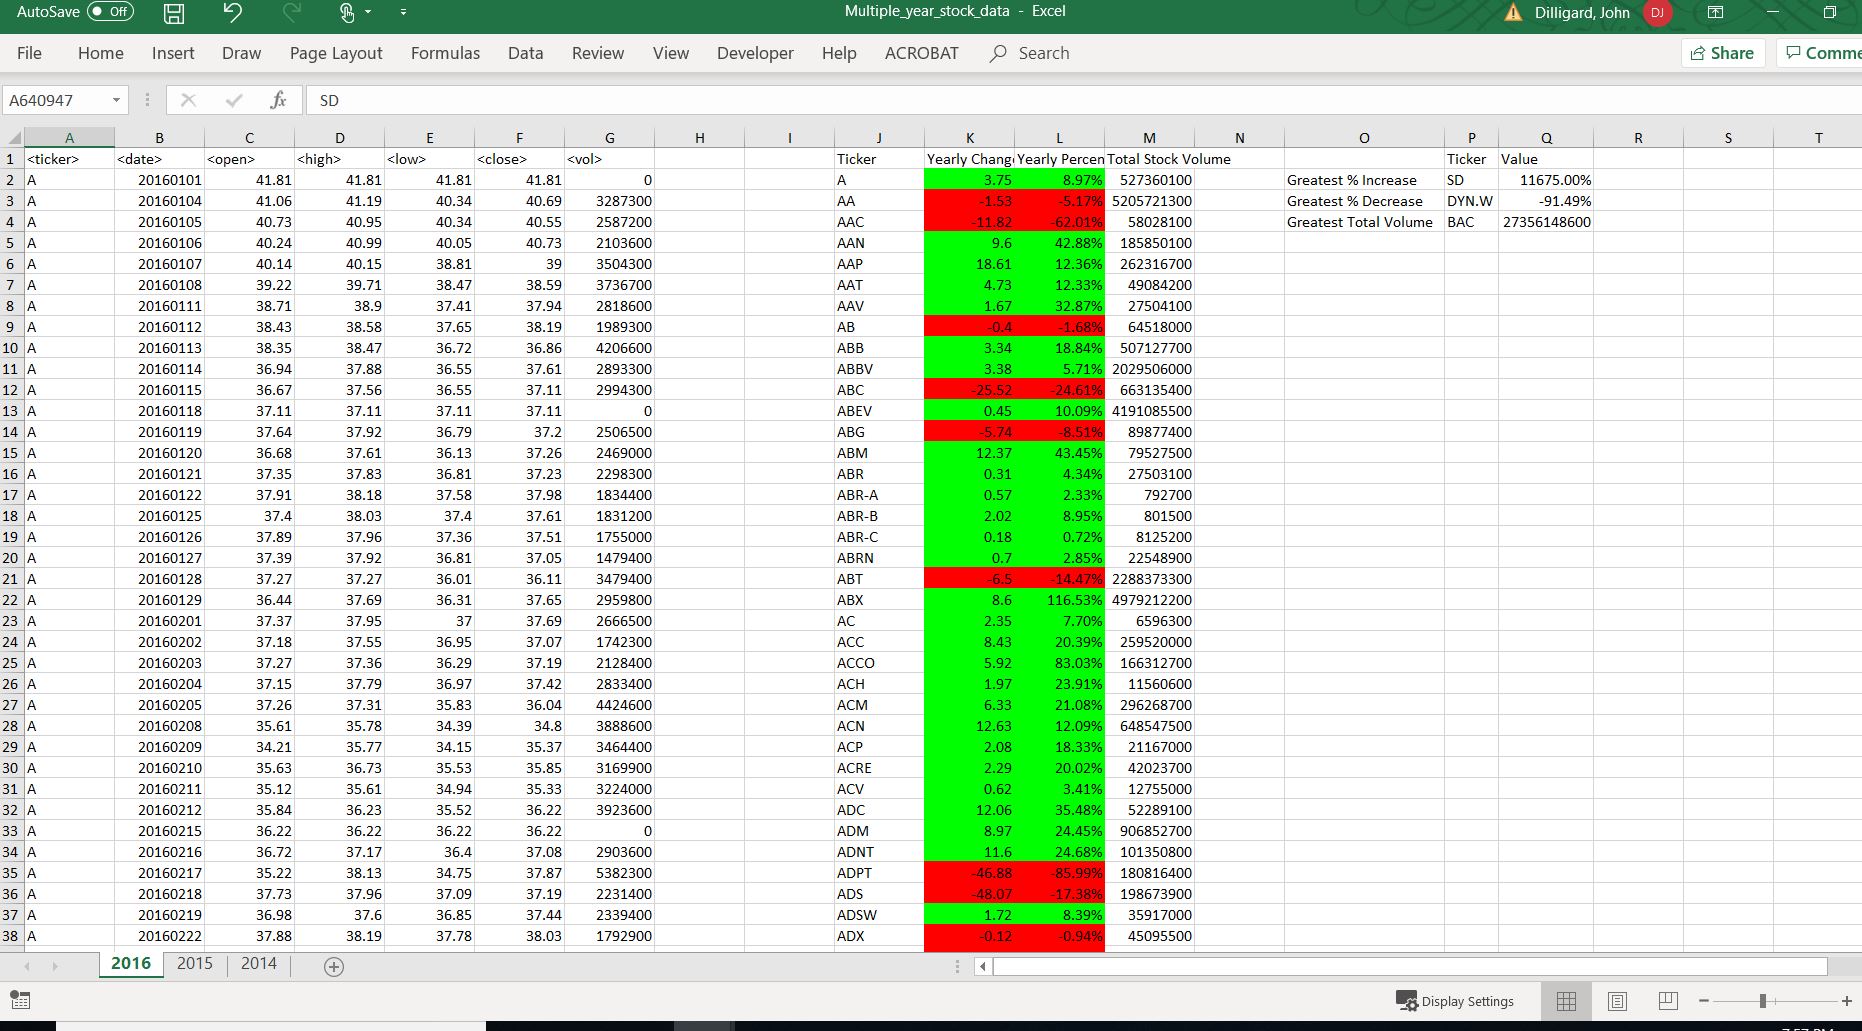 AutoSave Off Multiple_year_stock_data - Excel Dilligard, John DJ
File Home Insert Draw Page Layout Formulas Data Review View Developer Help ACROBAT Search Share
A640947 fx SD
A B C D E F G H I J K L M N O P Q R S T
1 <ticker> <date> <open> <high> <low> <close> <vol> Ticker Yearly Chang Yearly Percen Total Stock Volume Ticker Value
2 A 20160101 41.81 41.81 41.81 41.81 0 A 3.75 8.97% 527360100 Greatest % Increase SD 11675.00%
3 A 20160104 41.06 41.19 40.34 40.69 3287300 AA -1.53 -5.17% 5205721300 Greatest % Decrease DYN.W -91.49%
4 A 20160105 40.73 40.95 40.34 40.55 2587200 AAC -11.82 -62.01% 58028100 Greatest Total Volume BAC 27356148600
5 A 20160106 40.24 40.99 40.05 40.73 2103600 AAN 9.6 42.88% 185850100
6 A 20160107 40.14 40.15 38.81 39 3504300 AAP 18.61 12.36% 262316700
7 A 20160108 39.22 39.71 38.47 38.59 3736700 AAT 4.73 12.33% 49084200
8 A 20160111 38.71 38.9 37.41 37.94 2818600 AAV 1.67 32.87% 27504100
9 A 20160112 38.43 38.58 37.65 38.19 1989300 AB -0.4 -1.68% 64518000
10 A 20160113 38.35 38.47 36.72 36.86 4206600 ABB 3.34 18.84% 507127700
11 A 20160114 36.94 37.88 36.55 37.61 2893300 ABBV 3.38 5.71% 2029506000
12 A 20160115 36.67 37.56 36.55 37.11 2994300 ABC -25.52 -24.61% 663135400
13 A 20160118 37.11 37.11 37.11 37.11 0 ABEV 0.45 10.09% 4191085500
14 A 20160119 37.64 37.92 36.79 37.2 2506500 ABG -5.74 -8.51% 89877400
15 A 20160120 36.68 37.61 36.13 37.26 2469000 ABM 12.37 43.45% 79527500
16 A 20160121 37.35 37.83 36.81 37.23 2298300 ABR 0.31 4.34% 27503100
17 A 20160122 37.91 38.18 37.58 37.98 1834400 ABR-A 0.57 2.33% 792700
18 A 20160125 37.4 38.03 37.4 37.61 1831200 ABR-B 2.02 8.95% 801500
19 A 20160126 37.89 37.96 37.36 37.51 1755000 ABR-C 0.18 0.72% 8125200
20 A 20160127 37.39 37.92 36.81 37.05 1479400 ABRN 0.7 2.85% 22548900
21 A 20160128 37.27 37.27 36.01 36.11 3479400 ABT -6.5 -14.47% 2288373300
22 A 20160129 36.44 37.69 36.31 37.65 2959800 ABX 8.6 116.53% 4979212200
23 A 20160201 37.37 37.95 37 37.69 2666500 AC 2.35 7.70% 6596300
24 A 20160202 37.18 37.55 36.95 37.07 1742300 ACC 8.43 20.39% 259520000
25 A 20160203 37.27 37.36 36.29 37.19 2128400 ACCO 5.92 83.03% 166312700
26 A 20160204 37.15 37.79 36.97 37.42 2833400 ACH 1.97 23.91% 11560600
27 A 20160205 37.26 37.31 35.83 36.04 4424600 ACM 6.33 21.08% 296268700
28 A 20160208 35.61 35.78 34.39 34.8 3888600 ACN 12.63 12.09% 648547500
29 A 20160209 34.21 35.77 34.15 35.37 3464400 ACP 2.08 18.33% 21167000
30 A 20160210 35.63 36.73 35.53 35.85 3169900 ACRE 2.29 20.02% 42023700
31 A 20160211 35.12 35.61 34.94 35.33 3224000 ACV 0.62 3.41% 12755000
32 A 20160212 35.84 36.23 35.52 36.22 3923600 ADC 12.06 35.48% 52289100
33 A 20160215 36.22 36.22 36.22 36.22 0 ADM 8.97 24.45% 906852700
34 A 20160216 36.72 37.17 36.4 37.08 2903600 ADNT 11.6 24.68% 101350800
35 A 20160217 35.22 38.13 34.75 37.87 5382300 ADPT -46.88 -85.99% 180816400
36 A 20160218 37.73 37.96 37.09 37.19 2231400 ADS -48.07 -17.38% 198673900
37 A 20160219 36.98 37.6 36.85 37.44 2339400 ADSW 1.72 8.39% 35917000
38 A 20160222 37.88 38.19 37.78 38.03 1792900 ADX -0.12 -0.94% 45095500
2016 2015 2014
Display Settings